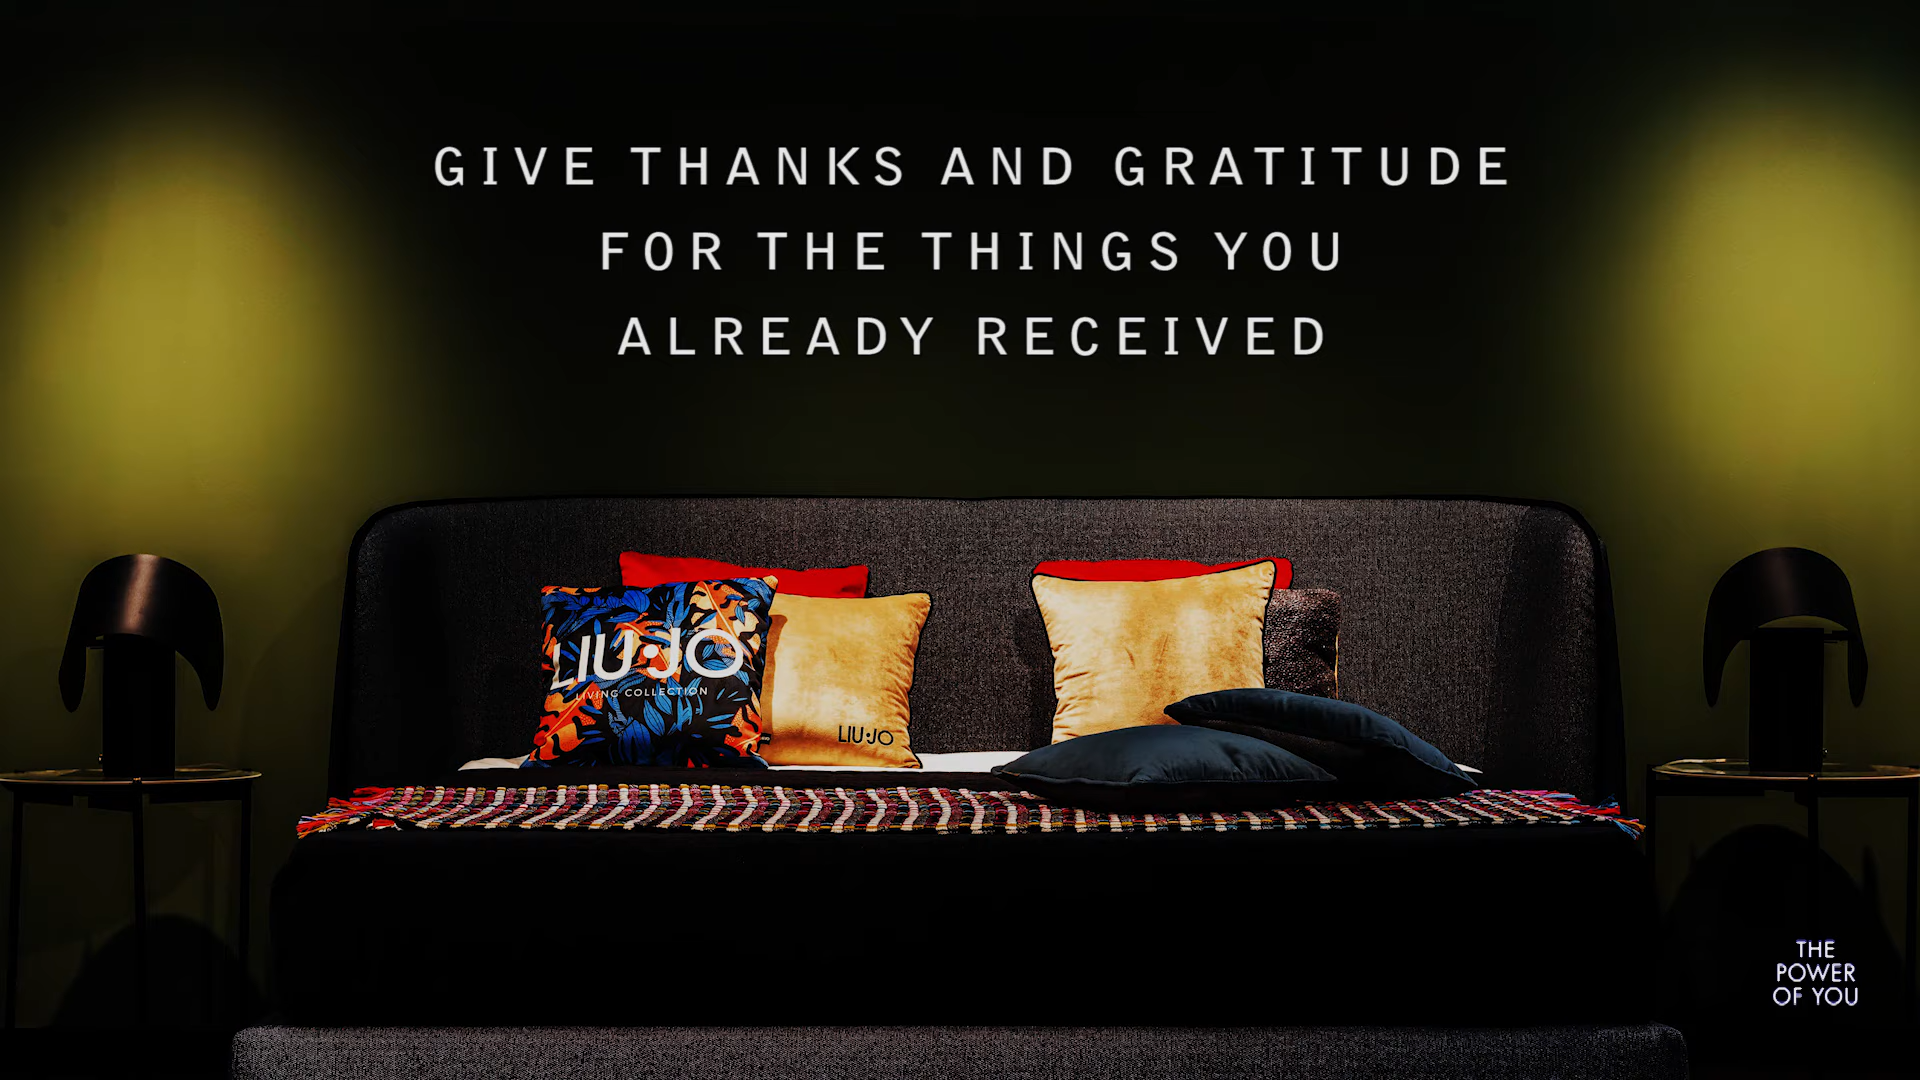 GIVE THANKS AND GRATITUDE
FOR THE THINGS YOU
ALREADY RECEIVED
LIU•JO
LIVING COLLECTION
LIU•JO
THE
POWER
OF YOU